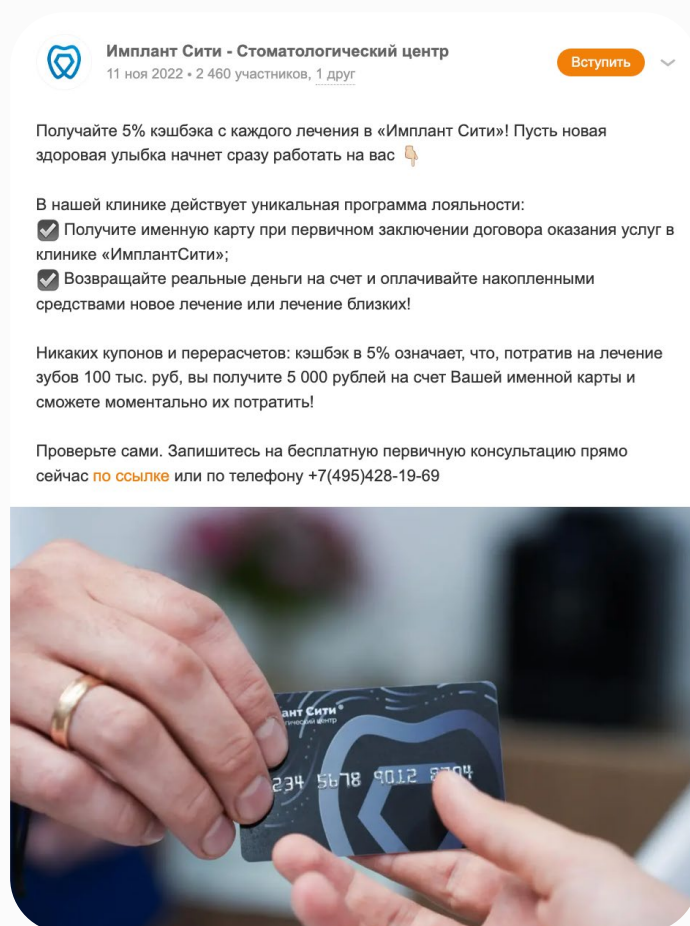 Имплант Сити - Стоматологический центр
11 ноя 2022 • 2 460 участников, 1 друг
Вступить
Получайте 5% кэшбэка с каждого лечения в «Имплант Сити»! Пусть новая
здоровая улыбка начнет сразу работать на вас 👇🏻
В нашей клинике действует уникальная программа лояльности:
☑ Получите именную карту при первичном заключении договора оказания услуг в
клинике «ИмплантСити»;
☑ Возвращайте реальные деньги на счет и оплачивайте накопленными
средствами новое лечение или лечение близких!
Никаких купонов и перерасчетов: кэшбэк в 5% означает, что, потратив на лечение
зубов 100 тыс. руб, вы получите 5 000 рублей на счет Вашей именной карты и
сможете моментально их потратить!
Проверьте сами. Запишитесь на бесплатную первичную консультацию прямо
сейчас по ссылке или по телефону +7(495)428-19-69
ант Сити®
гический центр
234 5678 9012